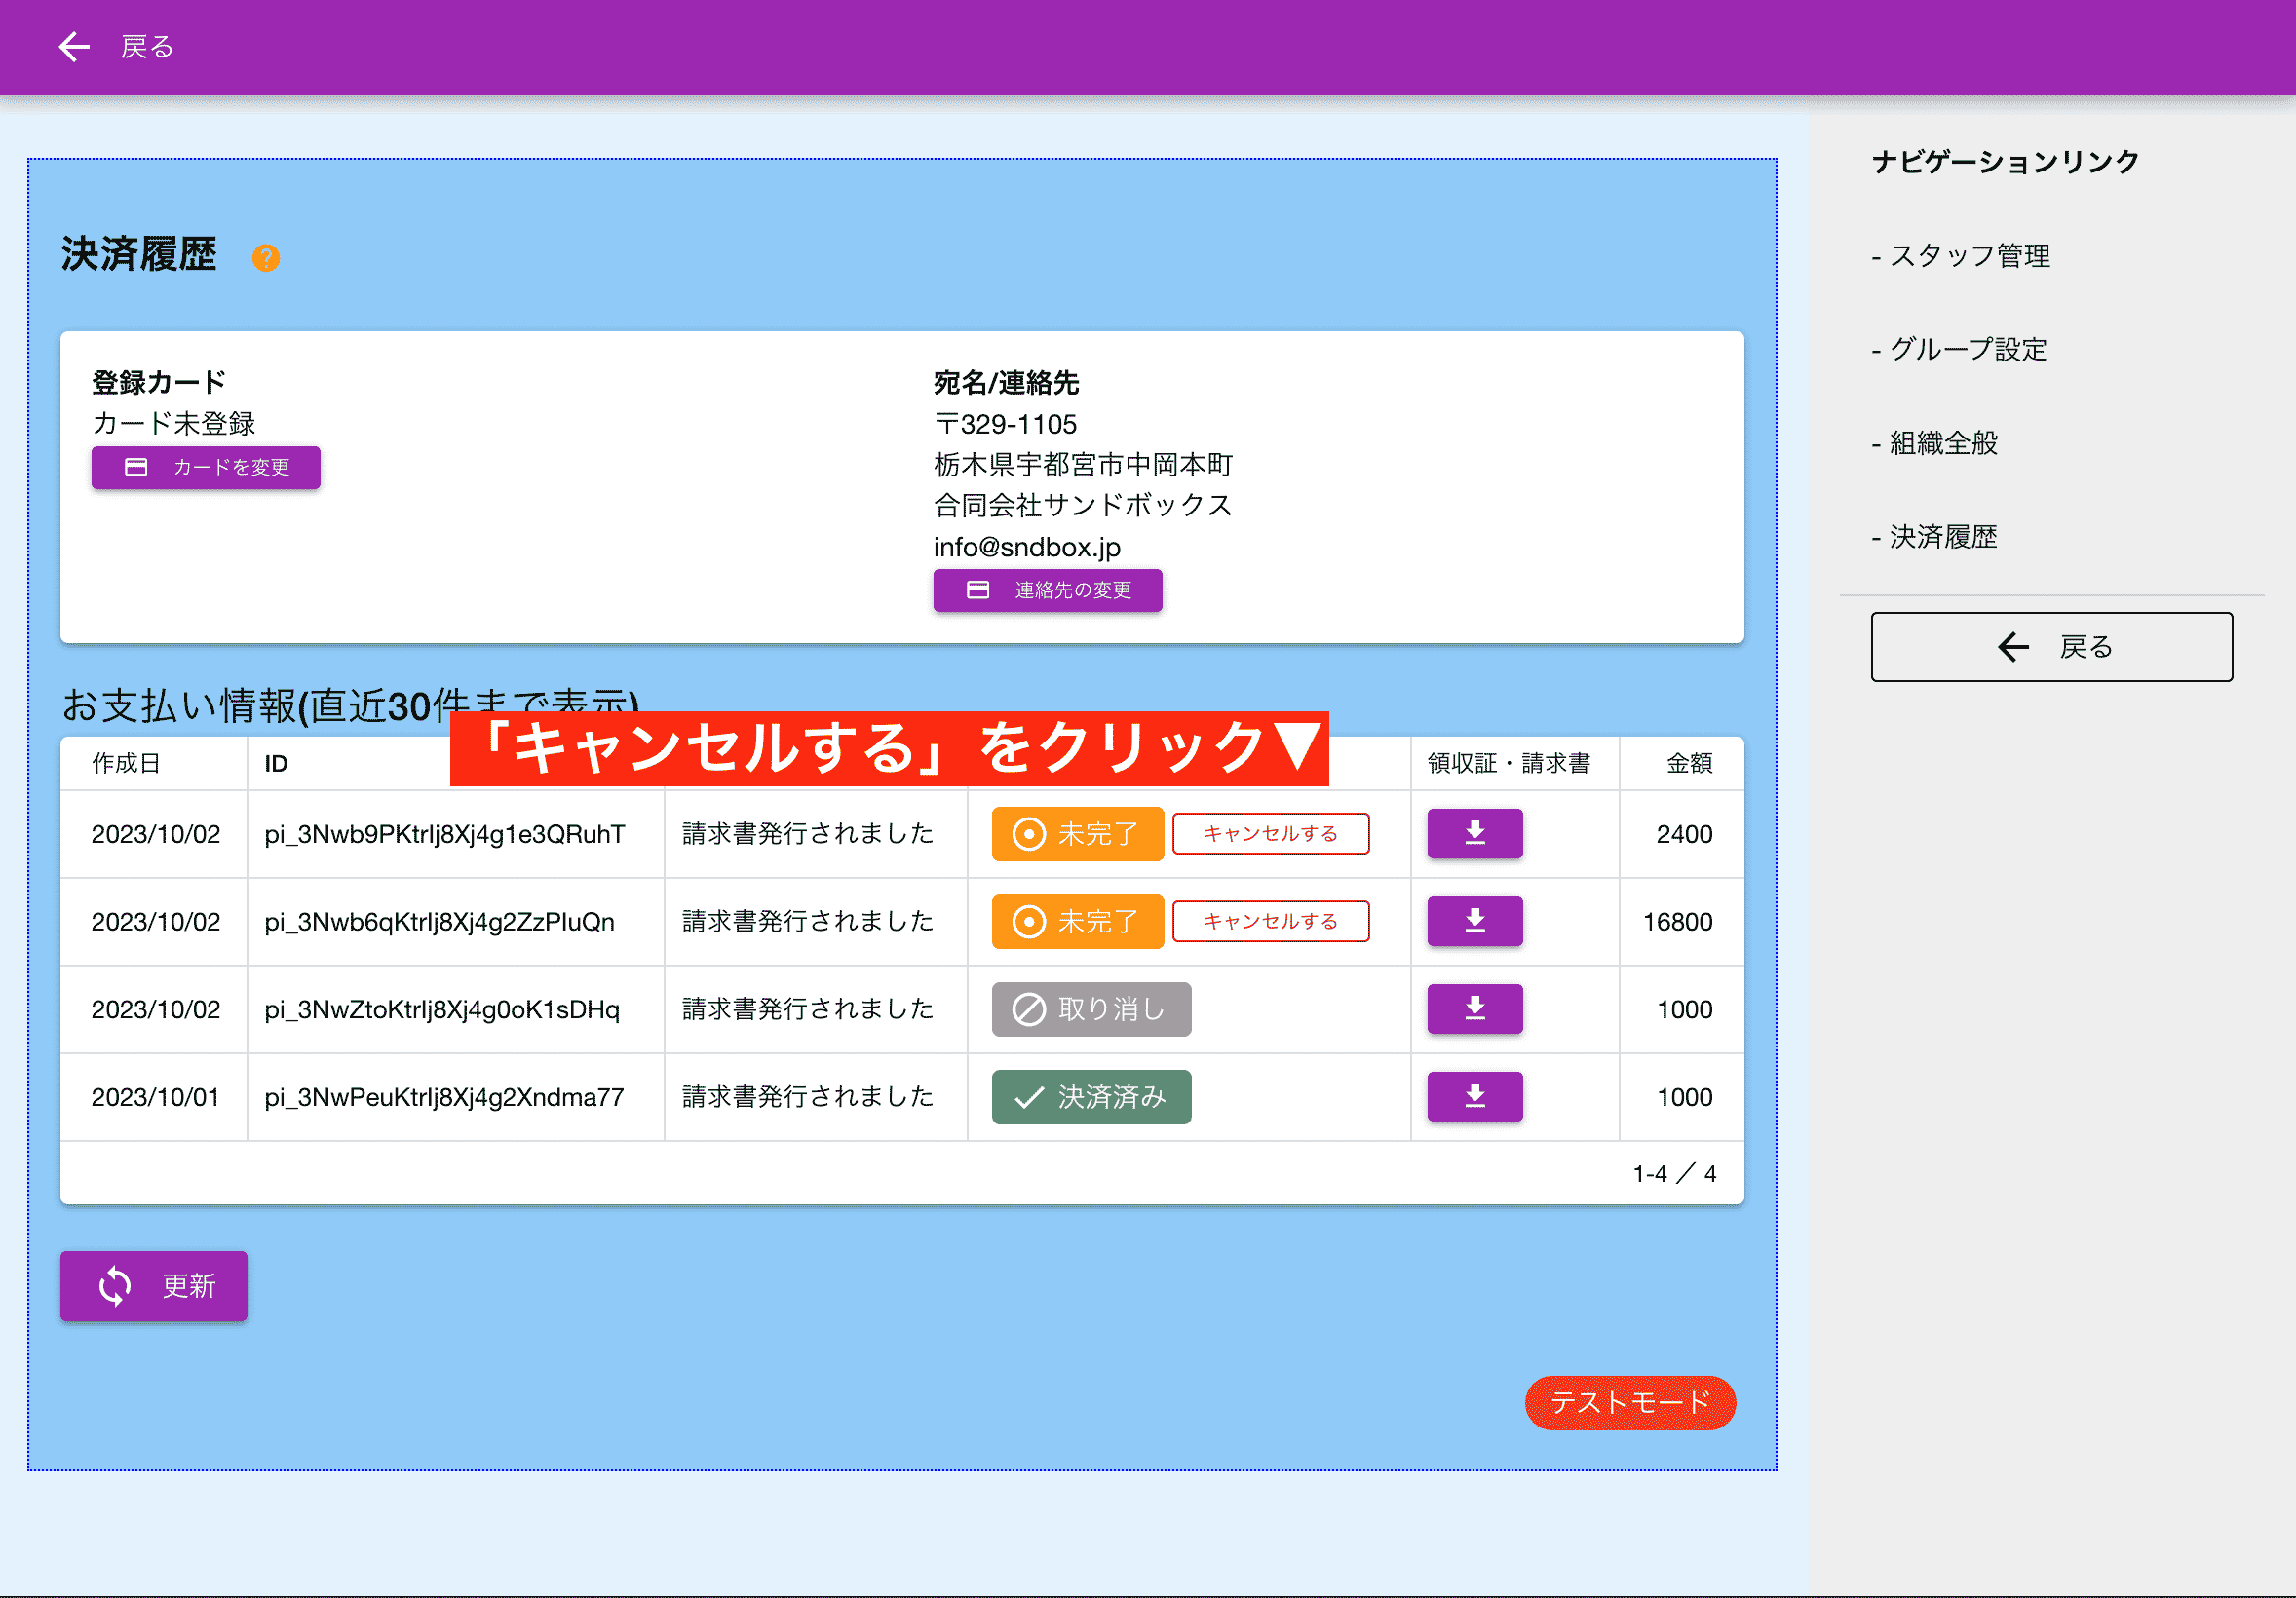 戻る
決済履歴
登録カード
カード未登録
カードを変更
宛名/連絡先
〒329-1105
栃木県宇都宮市中岡本町
合同会社サンドボックス
info@sndbox.jp
連絡先の変更
お支払い情報(直近30件まで表示)
「キャンセルする」をクリック▼
作成日 ID 領収証・請求書 金額
2023/10/02 pi_3Nwb9PKtrIj8Xj4g1e3QRuhT 請求書発行されました 未完了 キャンセルする 2400
2023/10/02 pi_3Nwb6qKtrIj8Xj4g2ZzPIuQn 請求書発行されました 未完了 キャンセルする 16800
2023/10/02 pi_3NwZtoKtrIj8Xj4g0oK1sDHq 請求書発行されました 取り消し 1000
2023/10/01 pi_3NwPeuKtrIj8Xj4g2Xndma77 請求書発行されました 決済済み 1000
1-4 ／ 4
更新
テストモード
ナビゲーションリンク
- スタッフ管理
- グループ設定
- 組織全般
- 決済履歴
戻る